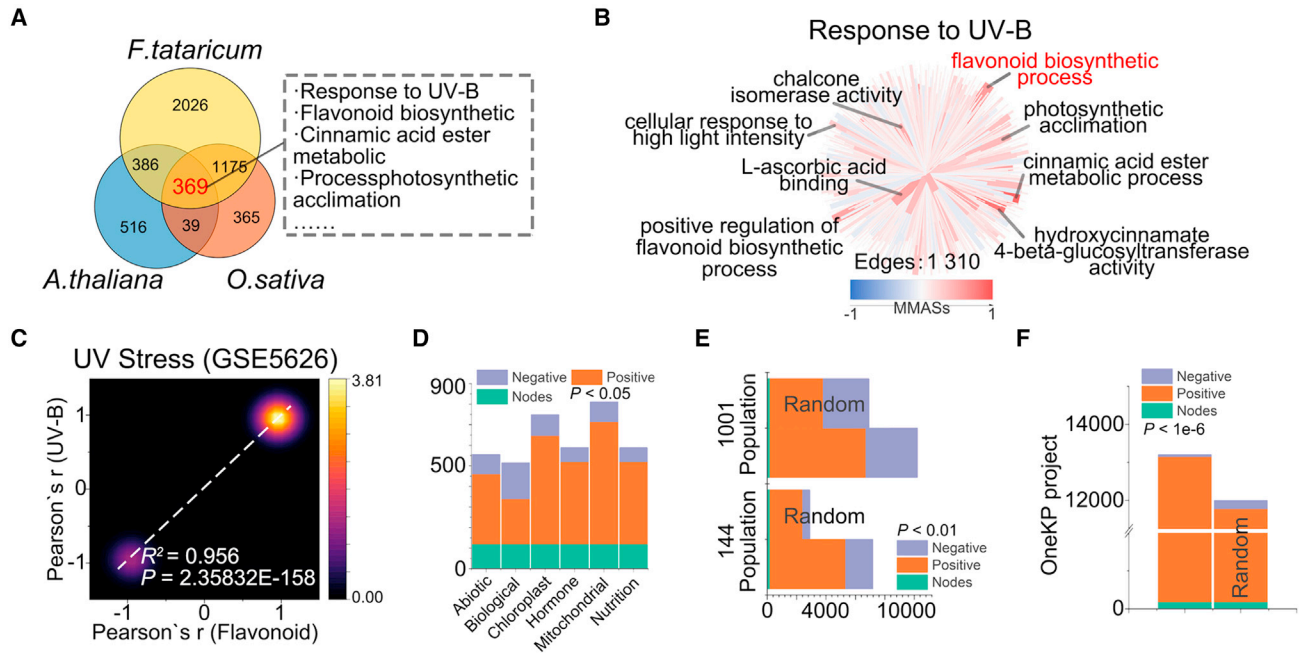 A
F.tataricum
2026
386
1175
369
516
39
365
A.thaliana
O.sativa
·Response to UV-B
·Flavonoid biosynthetic
·Cinnamic acid ester
metabolic
·Processphotosynthetic
acclimation
······
B
Response to UV-B
flavonoid biosynthetic
process
chalcone
isomerase activity
photosynthetic
acclimation
cellular response to
high light intensity
cinnamic acid ester
metabolic process
L-ascorbic acid
binding
positive regulation of
flavonoid biosynthetic
process
hydroxycinnamate
4-beta-glucosyltransferase
activity
Edges:1 310
MMASs
-1
1
C
UV Stress (GSE5626)
3.81
0.00
Pearson`s r (UV-B)
1
0
-1
R² = 0.956
P = 2.35832E-158
-1
0
1
Pearson`s r (Flavonoid)
D
Negative
Positive
Nodes
P < 0.05
900
500
0
Abiotic
Biological
Chloroplast
Hormone
Mitochondrial
Nutrition
E
1001
Population
Random
144
Population
Random
P < 0.01
Negative
Positive
Nodes
0
4000
10000
F
Negative
Positive
Nodes
P < 1e-6
OneKP project
14000
12000
0
Random